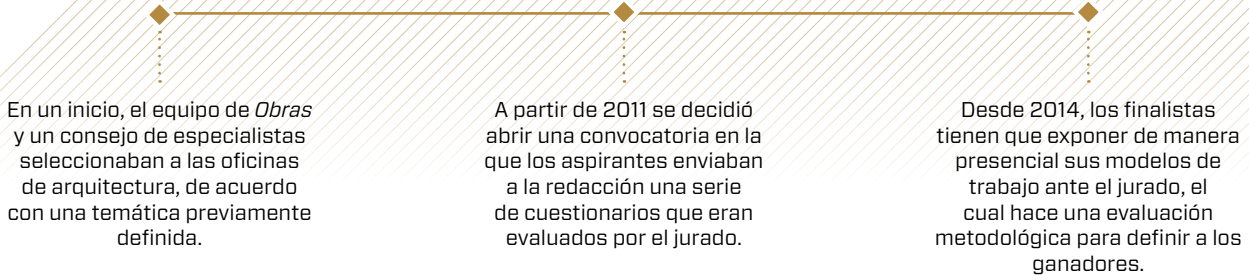 En un inicio, el equipo de Obras
y un consejo de especialistas
seleccionaban a las oficinas
de arquitectura, de acuerdo
con una temática previamente
definida.
A partir de 2011 se decidió
abrir una convocatoria en la
que los aspirantes enviaban
a la redacción una serie
de cuestionarios que eran
evaluados por el jurado.
Desde 2014, los finalistas
tienen que exponer de manera
presencial sus modelos de
trabajo ante el jurado, el
cual hace una evaluación
metodológica para definir a los
ganadores.